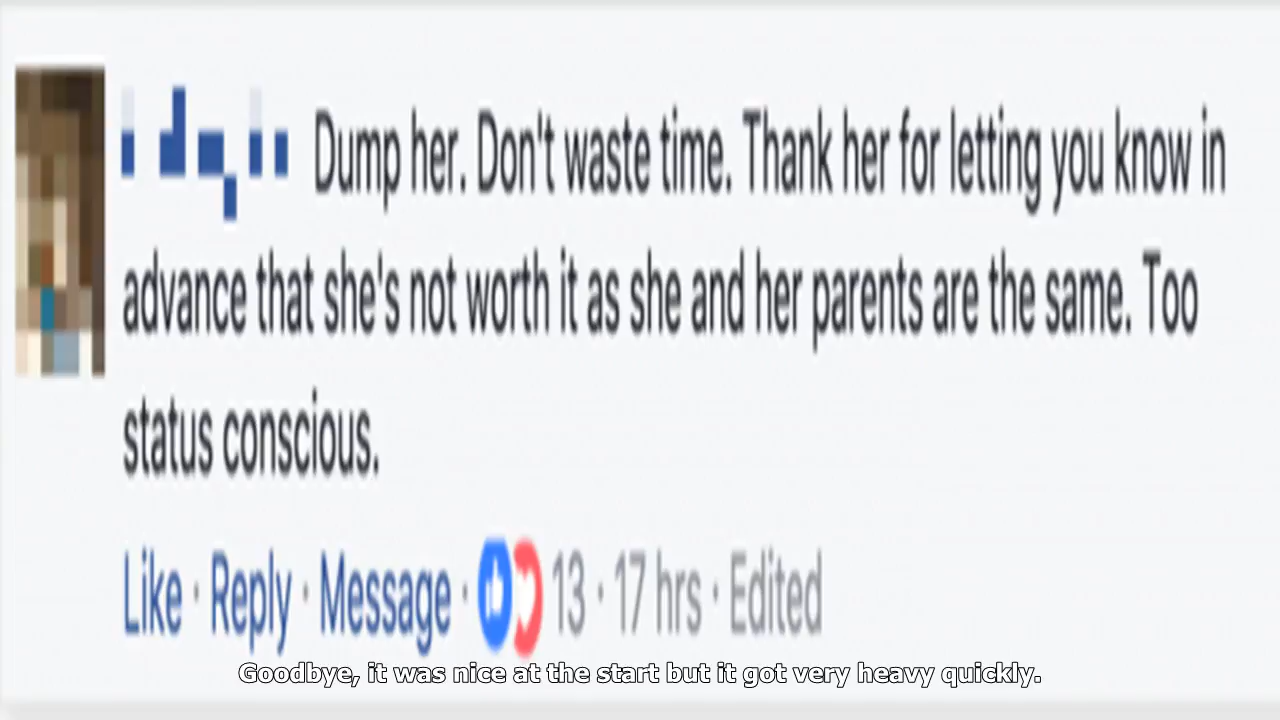 Dump her. Don't waste time. Thank her for letting you know in
advance that she's not worth it as she and her parents are the same. Too
status conscious.
Like · Reply · Message · 13 · 17 hrs · Edited
Goodbye, it was nice at the start but it got very heavy quickly.